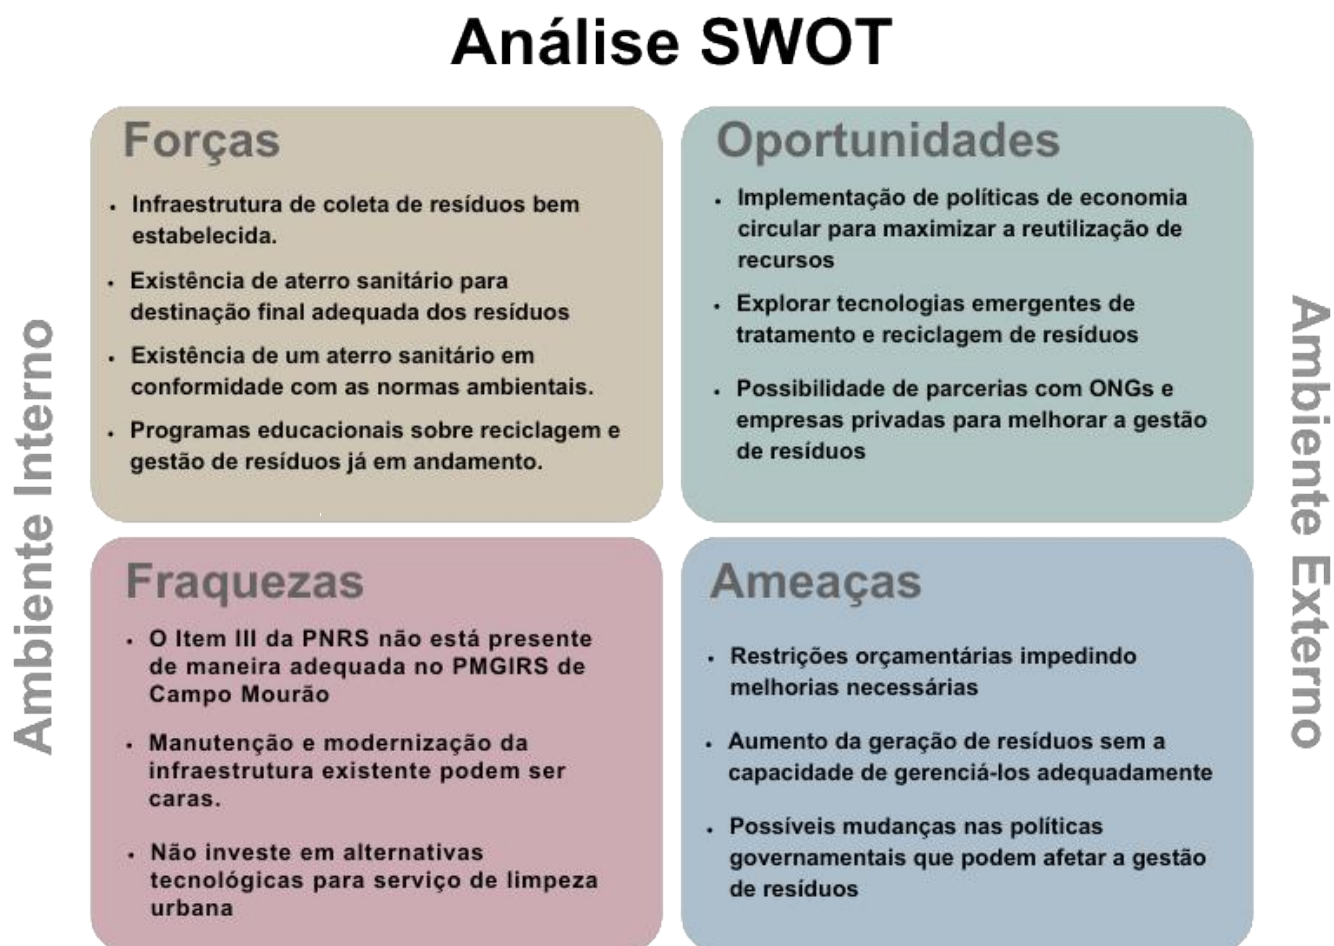 Análise SWOT
Ambiente Interno
Forças
• Infraestrutura de coleta de resíduos bem
estabelecida.
• Existência de aterro sanitário para
destinação final adequada dos resíduos
• Existência de um aterro sanitário em
conformidade com as normas ambientais.
• Programas educacionais sobre reciclagem e
gestão de resíduos já em andamento.
Oportunidades
• Implementação de políticas de economia
circular para maximizar a reutilização de
recursos
• Explorar tecnologias emergentes de
tratamento e reciclagem de resíduos
• Possibilidade de parcerias com ONGs e
empresas privadas para melhorar a gestão
de resíduos
Fraquezas
• O Item III da PNRS não está presente
de maneira adequada no PMGIRS de
Campo Mourão
• Manutenção e modernização da
infraestrutura existente podem ser
caras.
• Não investe em alternativas
tecnológicas para serviço de limpeza
urbana
Ameaças
• Restrições orçamentárias impedindo
melhorias necessárias
• Aumento da geração de resíduos sem a
capacidade de gerenciá-los adequadamente
• Possíveis mudanças nas políticas
governamentais que podem afetar a gestão
de resíduos
Ambiente Externo